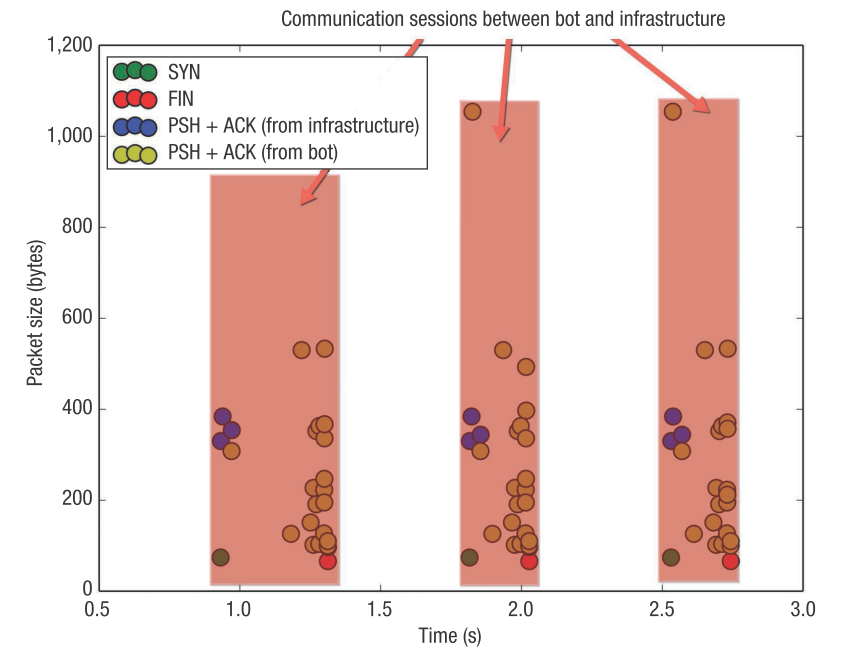 Communication sessions between bot and infrastructure
1,200
1,000
800
600
400
200
0
Packet size (bytes)
SYN
FIN
PSH + ACK (from infrastructure)
PSH + ACK (from bot)
0.5 1.0 1.5 2.0 2.5 3.0
Time (s)